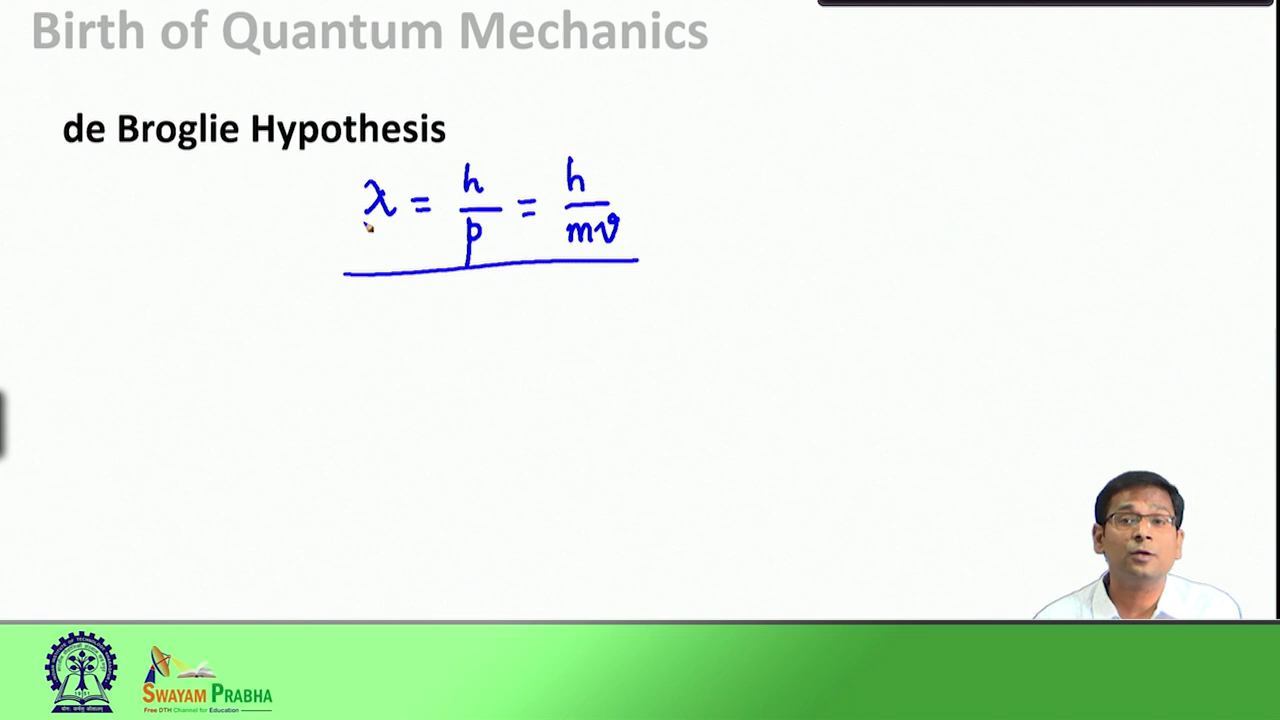 Birth of Quantum Mechanics
de Broglie Hypothesis
λ = h/p = h/mv
SWAYAM PRABHA
Free DTH Channel for Education